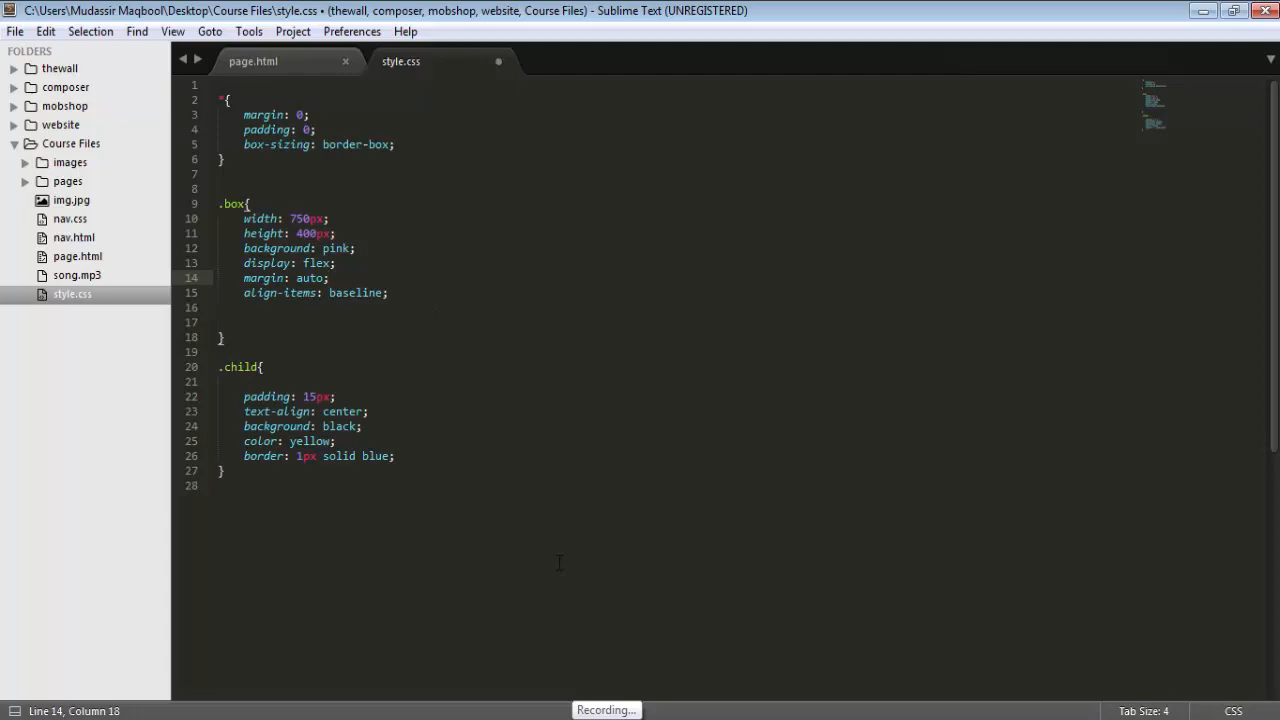 C:\Users\Mudassir Maqbool\Desktop\Course Files\style.css • (thewall, composer, mobshop, website, Course Files) - Sublime Text (UNREGISTERED)
File Edit Selection Find View Goto Tools Project Preferences Help
FOLDERS
thewall
composer
mobshop
website
Course Files
images
pages
img.jpg
nav.css
nav.html
page.html
song.mp3
style.css
page.html × style.css
1
2 *{
3 margin: 0;
4 padding: 0;
5 box-sizing: border-box;
6 }
7
8
9 .box{
10 width: 750px;
11 height: 400px;
12 background: pink;
13 display: flex;
14 margin: auto;
15 align-items: baseline;
16
17
18 }
19
20 .child{
21
22 padding: 15px;
23 text-align: center;
24 background: black;
25 color: yellow;
26 border: 1px solid blue;
27 }
28
Line 14, Column 18 Recording... Tab Size: 4 CSS